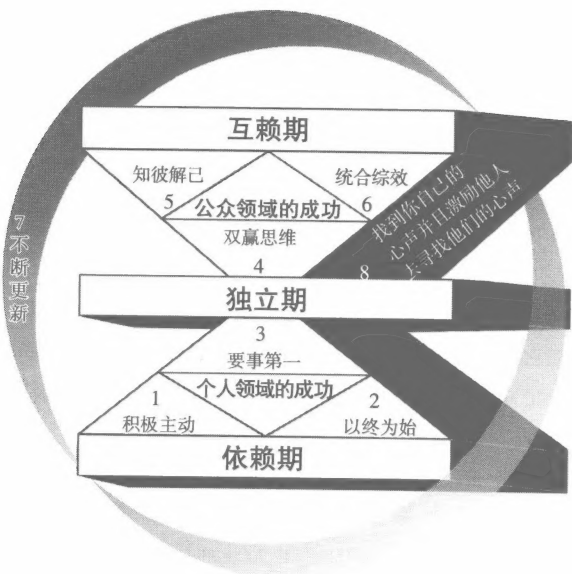 互赖期
知彼解己
统合综效
5
6
公众领域的成功
双赢思维
4
找到你自己的
心声并且激励他人
去寻找他们的心声
8
7不断更新
独立期
3
要事第一
个人领域的成功
1
2
积极主动
以终为始
依赖期